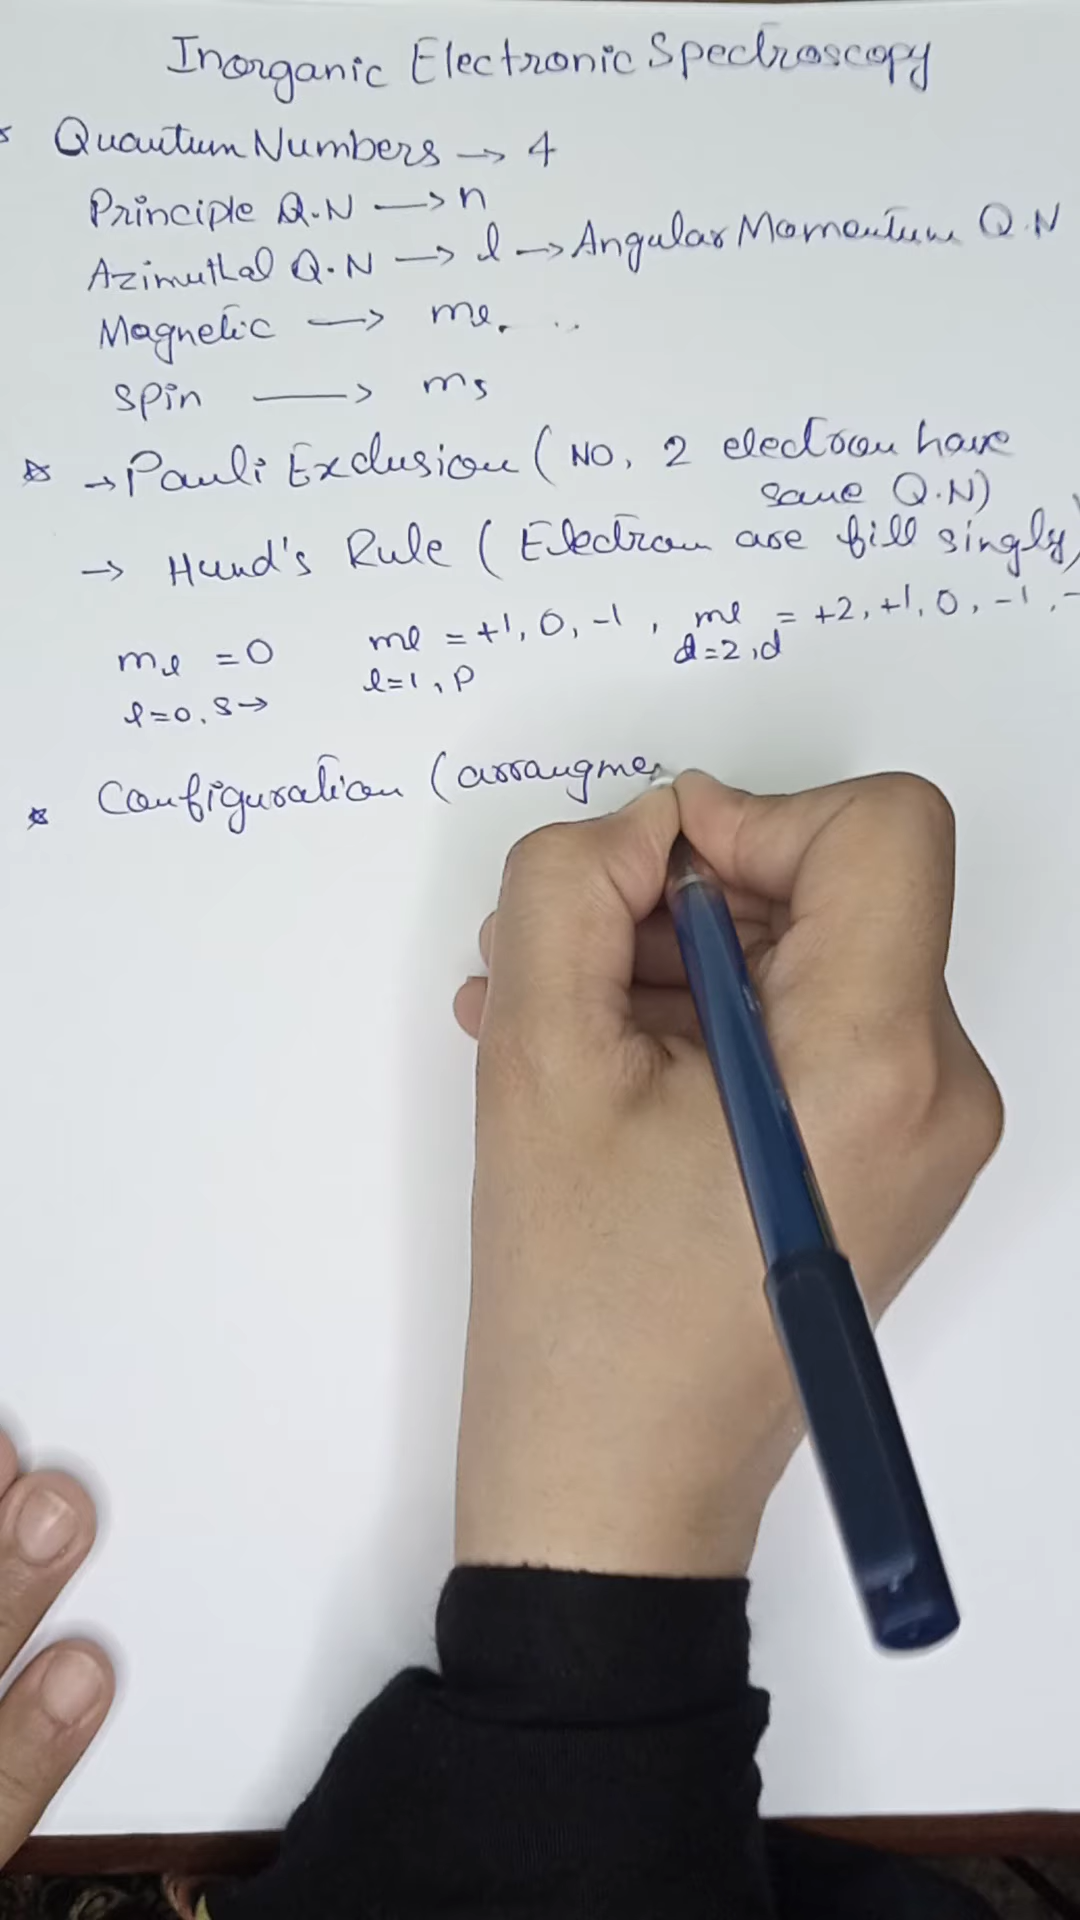 Inorganic Electronic Spectroscopy
Quantum Numbers → 4
Principle Q.N → n
Azimuthal Q.N → l → Angular Momentum Q.N
Magnetic → ml
Spin → ms
→ Pauli Exclusion (NO, 2 electron have
same Q.N)
→ Hund's Rule (Electron are fill singly)
ml = 0 ml = +1, 0, -1, ml = +2, +1, 0, -1, -
l=0, s→ l=1, p d=2, d
* Configuration (arrangme